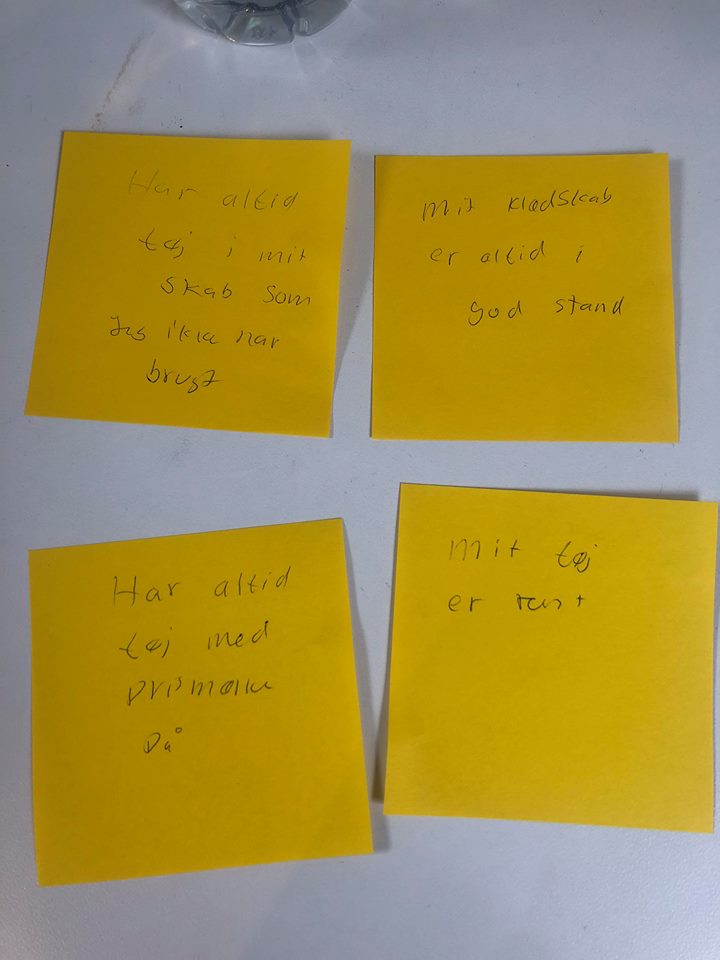 Har altid
tøj i mit
skab som
Jeg ikke har
brugt
Mit klædskab
er altid i
god stand
Har altid
tøj med
prismærke
på
Mit tøj
er